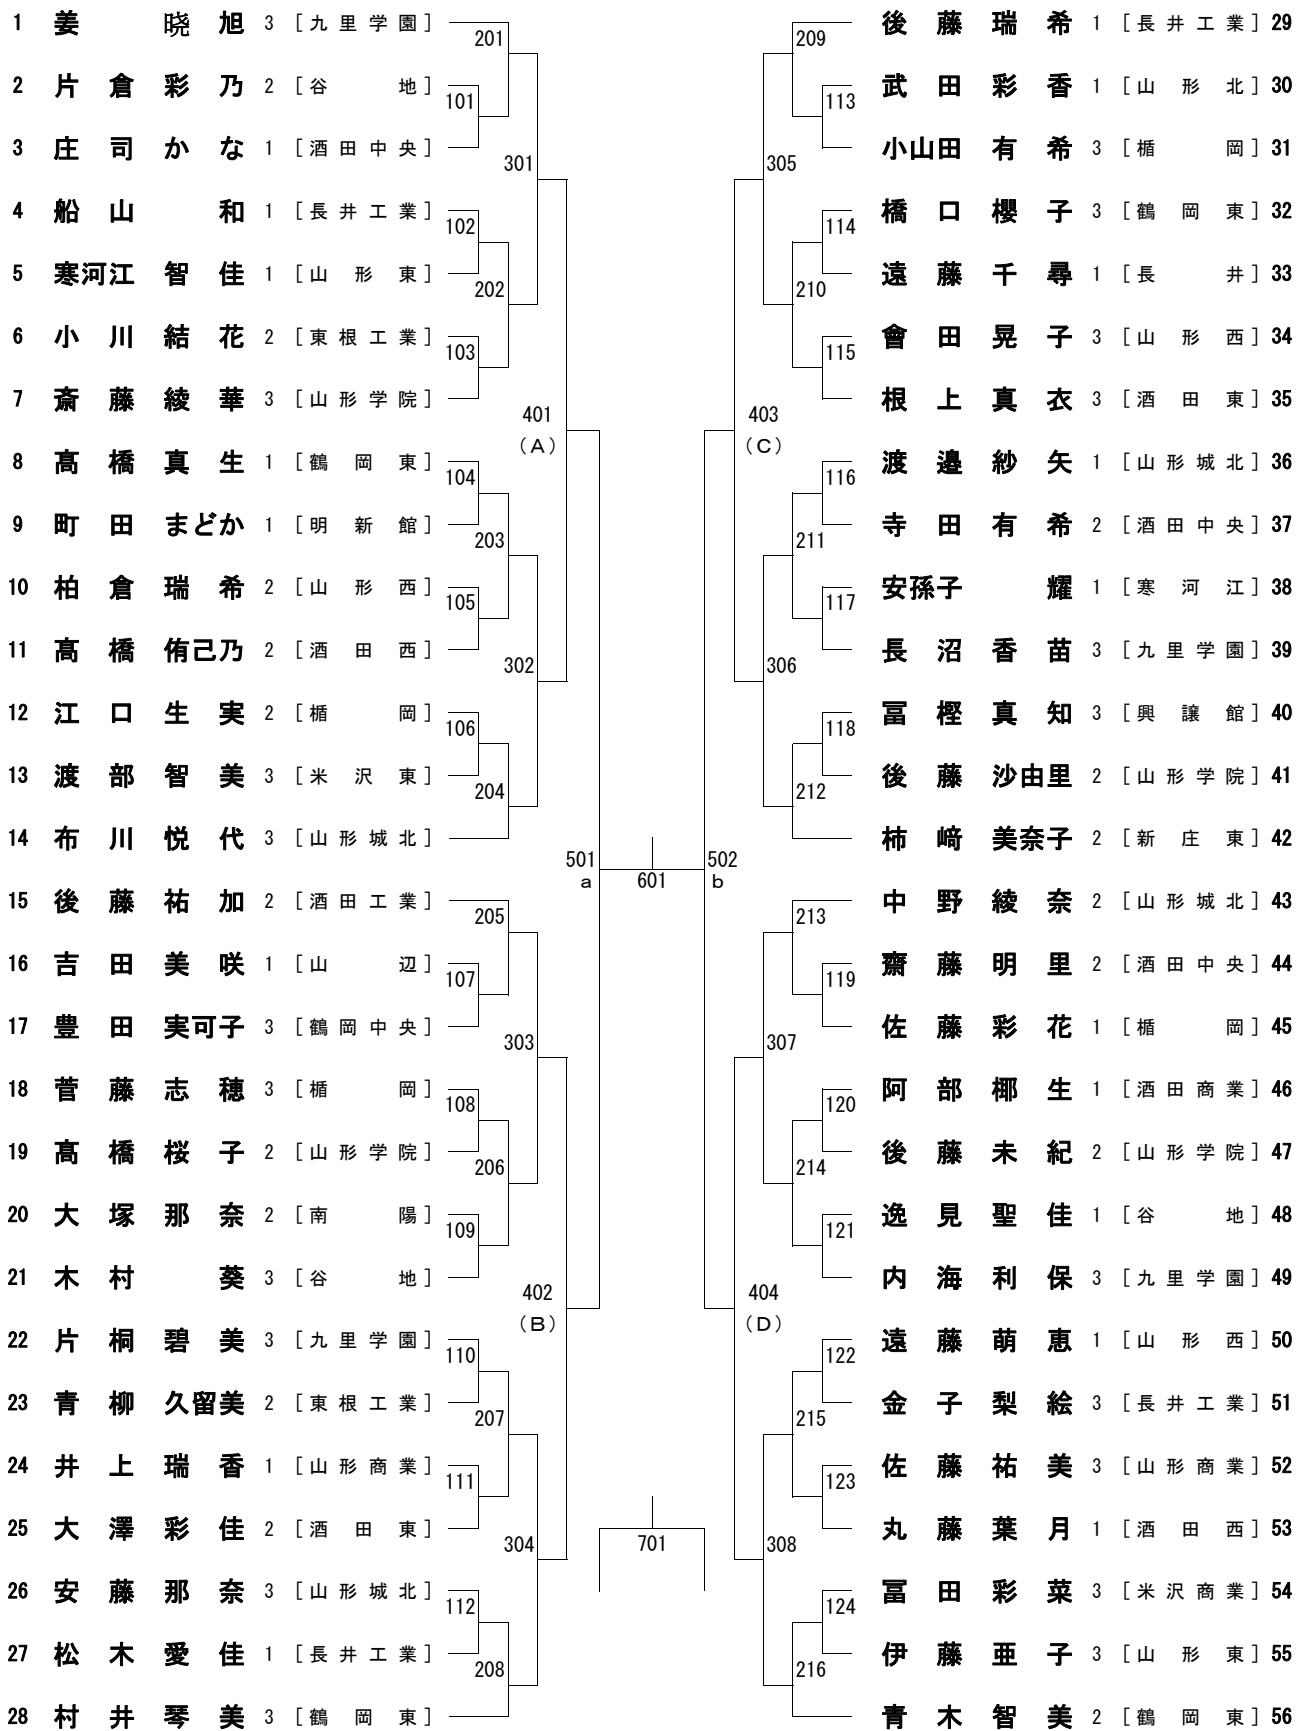 1 姜 暁 旭 3 [九里学園]
2 片倉彩乃 2 [谷地]
3 庄司かな 1 [酒田中央]
4 船山 和 1 [長井工業]
5 寒河江智佳 1 [山形東]
6 小川結花 2 [東根工業]
7 斎藤綾華 3 [山形学院]
8 髙橋真生 1 [鶴岡東]
9 町田まどか 1 [明新館]
10 柏倉瑞希 2 [山形西]
11 髙橋侑己乃 2 [酒田西]
12 江口生実 2 [楯岡]
13 渡部智美 3 [米沢東]
14 布川悦代 3 [山形城北]
15 後藤祐加 2 [酒田工業]
16 吉田美咲 1 [山辺]
17 豊田実可子 3 [鶴岡中央]
18 菅藤志穂 3 [楯岡]
19 髙橋桜子 2 [山形学院]
20 大塚那奈 2 [南陽]
21 木村 葵 3 [谷地]
22 片桐碧美 3 [九里学園]
23 青柳久留美 2 [東根工業]
24 井上瑞香 1 [山形商業]
25 大澤彩佳 2 [酒田東]
26 安藤那奈 3 [山形城北]
27 松木愛佳 1 [長井工業]
28 村井琴美 3 [鶴岡東]
101
102
103
104
105
106
107
108
109
110
111
112
201
202
203
204
205
206
207
208
301
302
303
304
401
(A)
402
(B)
501
a
601
502
b
701
403
(C)
404
(D)
305
306
307
308
209
210
211
212
213
214
215
216
113
114
115
116
117
118
119
120
121
122
123
124
後藤瑞希 1 [長井工業] 29
武田彩香 1 [山形北] 30
小山田有希 3 [楯岡] 31
橋口櫻子 3 [鶴岡東] 32
遠藤千尋 1 [長井] 33
會田晃子 3 [山形西] 34
根上真衣 3 [酒田東] 35
渡邉紗矢 1 [山形城北] 36
寺田有希 2 [酒田中央] 37
安孫子 耀 1 [寒河江] 38
長沼香苗 3 [九里学園] 39
冨樫真知 3 [興譲館] 40
後藤沙由里 2 [山形学院] 41
柿﨑美奈子 2 [新庄東] 42
中野綾奈 2 [山形城北] 43
齋藤明里 2 [酒田中央] 44
佐藤彩花 1 [楯岡] 45
阿部椰生 1 [酒田商業] 46
後藤未紀 2 [山形学院] 47
逸見聖佳 1 [谷地] 48
内海利保 3 [九里学園] 49
遠藤萌恵 1 [山形西] 50
金子梨絵 3 [長井工業] 51
佐藤祐美 3 [山形商業] 52
丸藤葉月 1 [酒田西] 53
冨田彩菜 3 [米沢商業] 54
伊藤亜子 3 [山形東] 55
青木智美 2 [鶴岡東] 56